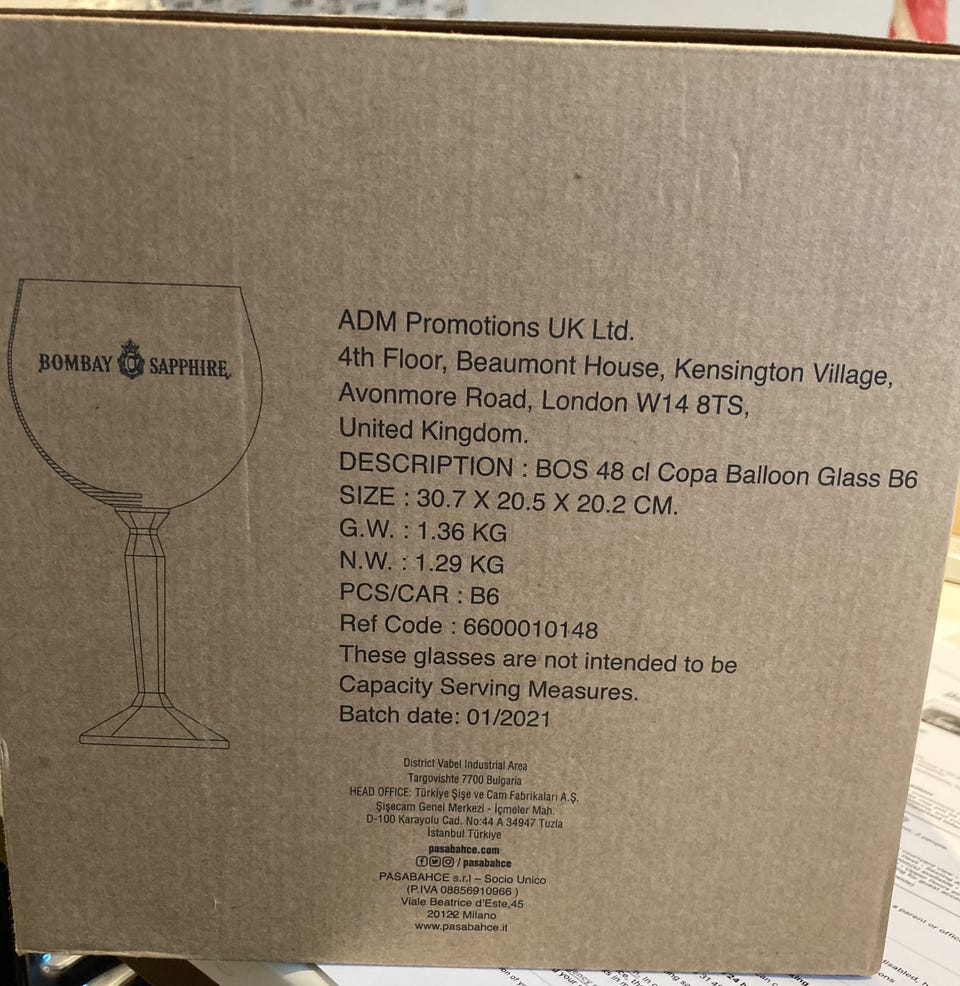 BOMBAY SAPPHIRE
ADM Promotions UK Ltd.
4th Floor, Beaumont House, Kensington Village,
Avonmore Road, London W14 8TS,
United Kingdom.
DESCRIPTION : BOS 48 cl Copa Balloon Glass B6
SIZE : 30.7 X 20.5 X 20.2 CM.
G.W. : 1.36 KG
N.W. : 1.29 KG
PCS/CAR : B6
Ref Code : 6600010148
These glasses are not intended to be
Capacity Serving Measures.
Batch date: 01/2021
District Vabel Industrial Area
Targovishte 7700 Bulgaria
HEAD OFFICE: Türkiye Şişe ve Cam Fabrikaları A.Ş.
Şişecam Genel Merkezi - İçmeler Mah.
D-100 Karayolu Cad. No:44 A 34947 Tuzla
İstanbul Türkiye
pasabahce.com
/ pasabahce
PASABAHCE s.r.l – Socio Unico
(P.IVA 08856910966 )
Viale Beatrice d'Este,45
20122 Milano
www.pasabahce.it
a parent or